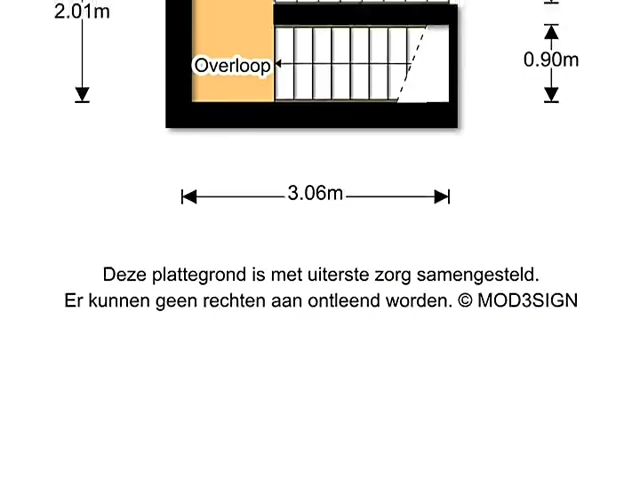 2.01m
0.90m
Overloop
3.06m
Deze plattegrond is met uiterste zorg samengesteld.
Er kunnen geen rechten aan ontleend worden. © MOD3SIGN